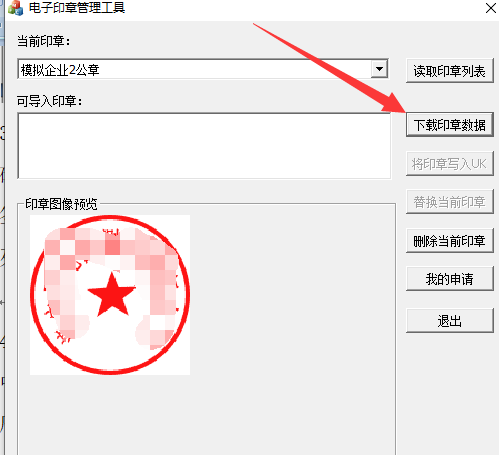 电子印章管理工具
当前印章:
模拟企业2公章
读取印章列表
可导入印章:
下载印章数据
将印章写入UK
替换当前印章
印章图像预览
删除当前印章
我的申请
退出